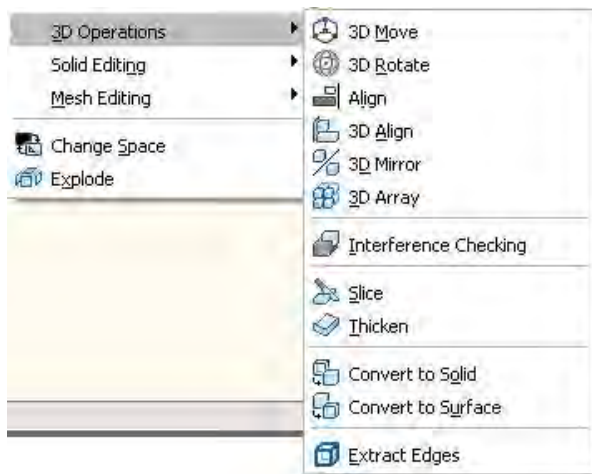 3D Operations
Solid Editing
Mesh Editing
Change Space
Explode
3D Move
3D Rotate
Align
3D Align
3D Mirror
3D Array
Interference Checking
Slice
Thicken
Convert to Solid
Convert to Surface
Extract Edges